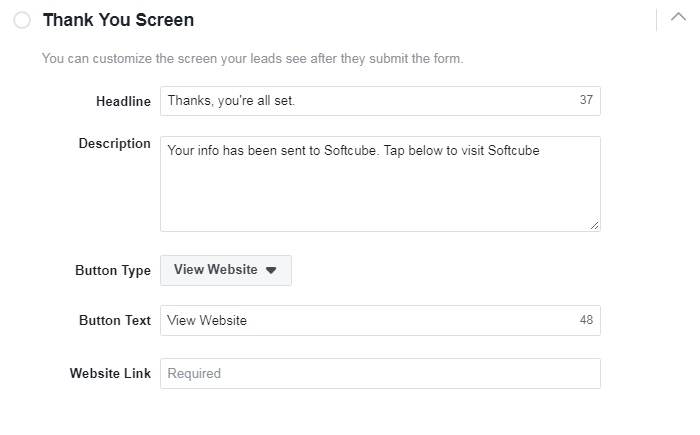 Thank You Screen
You can customize the screen your leads see after they submit the form.
Headline Thanks, you're all set. 37
Description Your info has been sent to Softcube. Tap below to visit Softcube
Button Type View Website
Button Text View Website 48
Website Link Required